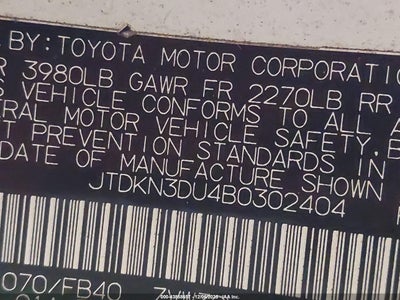 BY:TOYOTA MOTOR CORPORATION
R 3980LB GAWR FR 2270LB RR
S VEHICLE CONFORMS TO ALL A
ERAL MOTOR VEHICLE SAFETY, B
T PREVENTION STANDARDS IN
DATE OF MANUFACTURE SHOWN
JTDKN3DU4B0302404
070/FB40